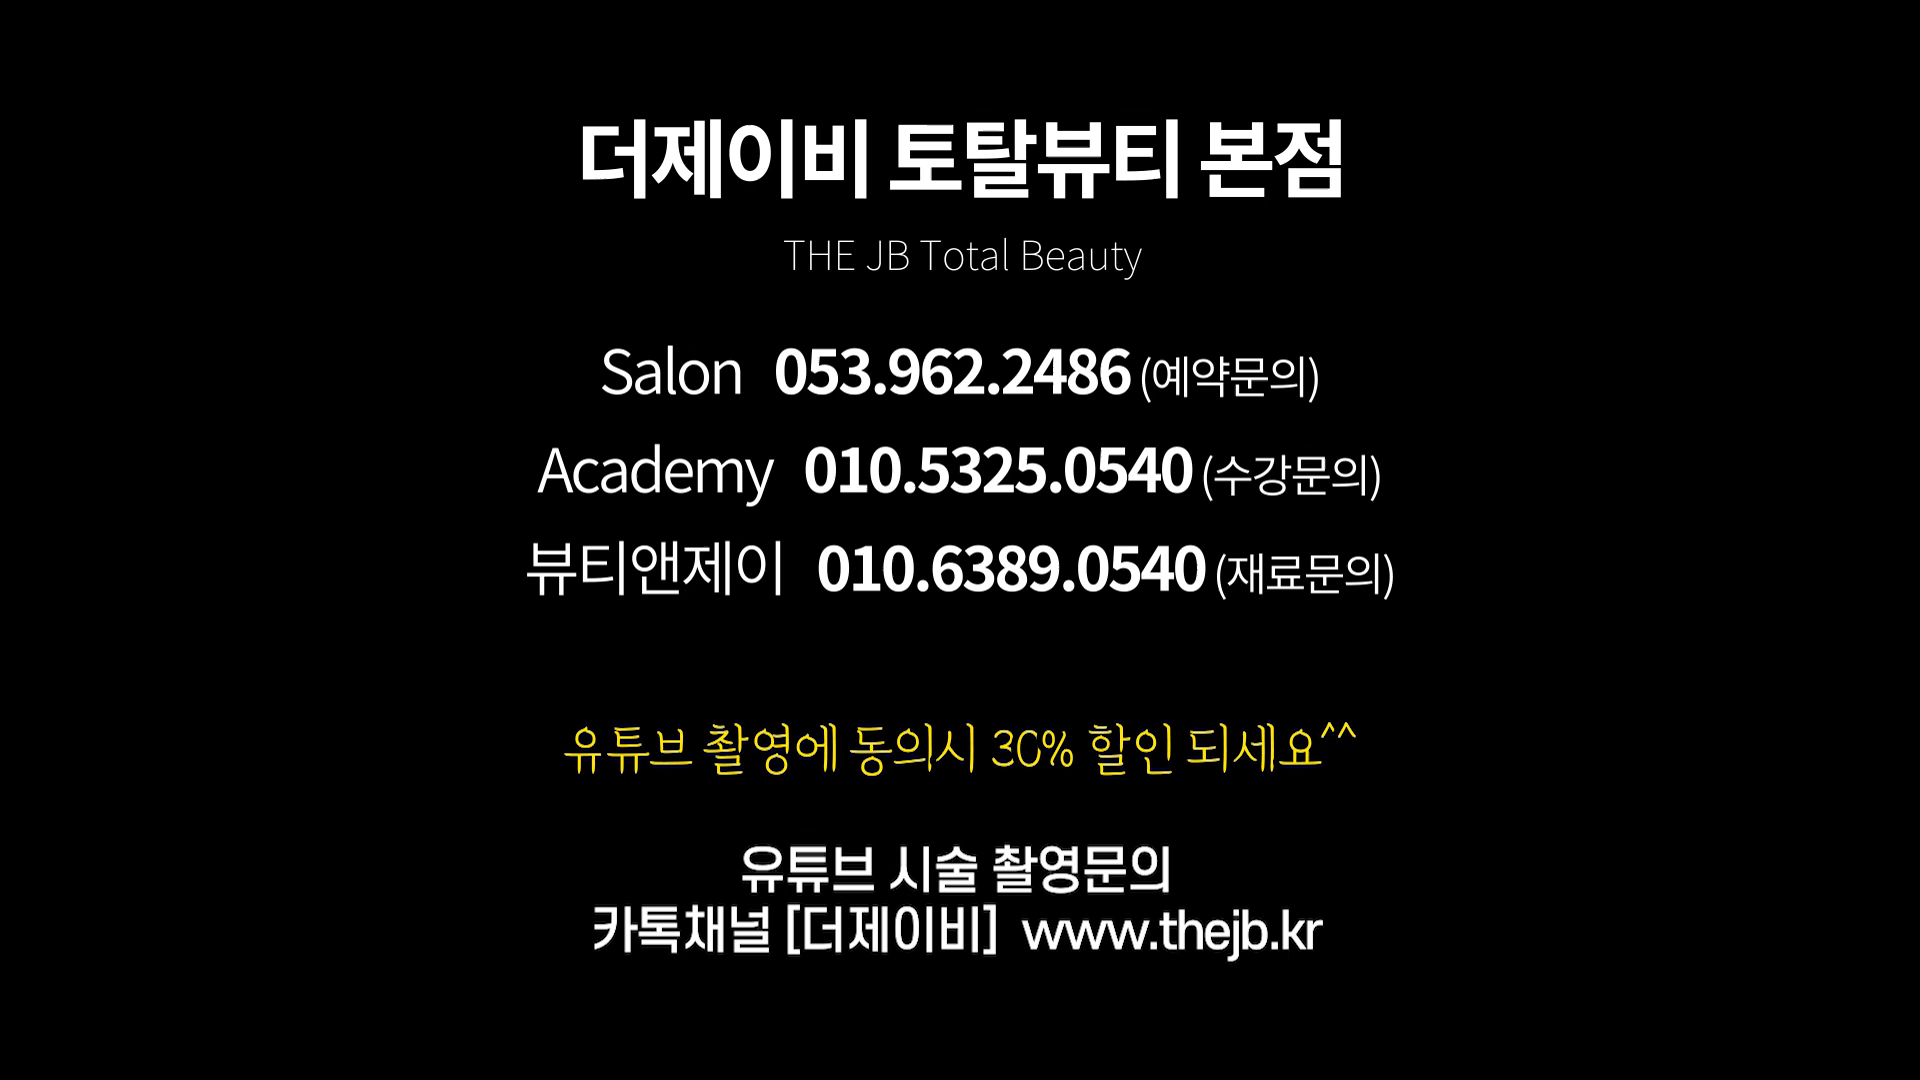 더제이비 토탈뷰티 본점
THE JB Total Beauty
Salon 053.962.2486 (예약문의)
Academy 010.5325.0540 (수강문의)
뷰티앤제이 010.6389.0540 (재료문의)
유튜브 촬영에 동의시 30% 할인 되세요^^
유튜브 시술 촬영문의
카톡채널 [더제이비] www.thejb.kr